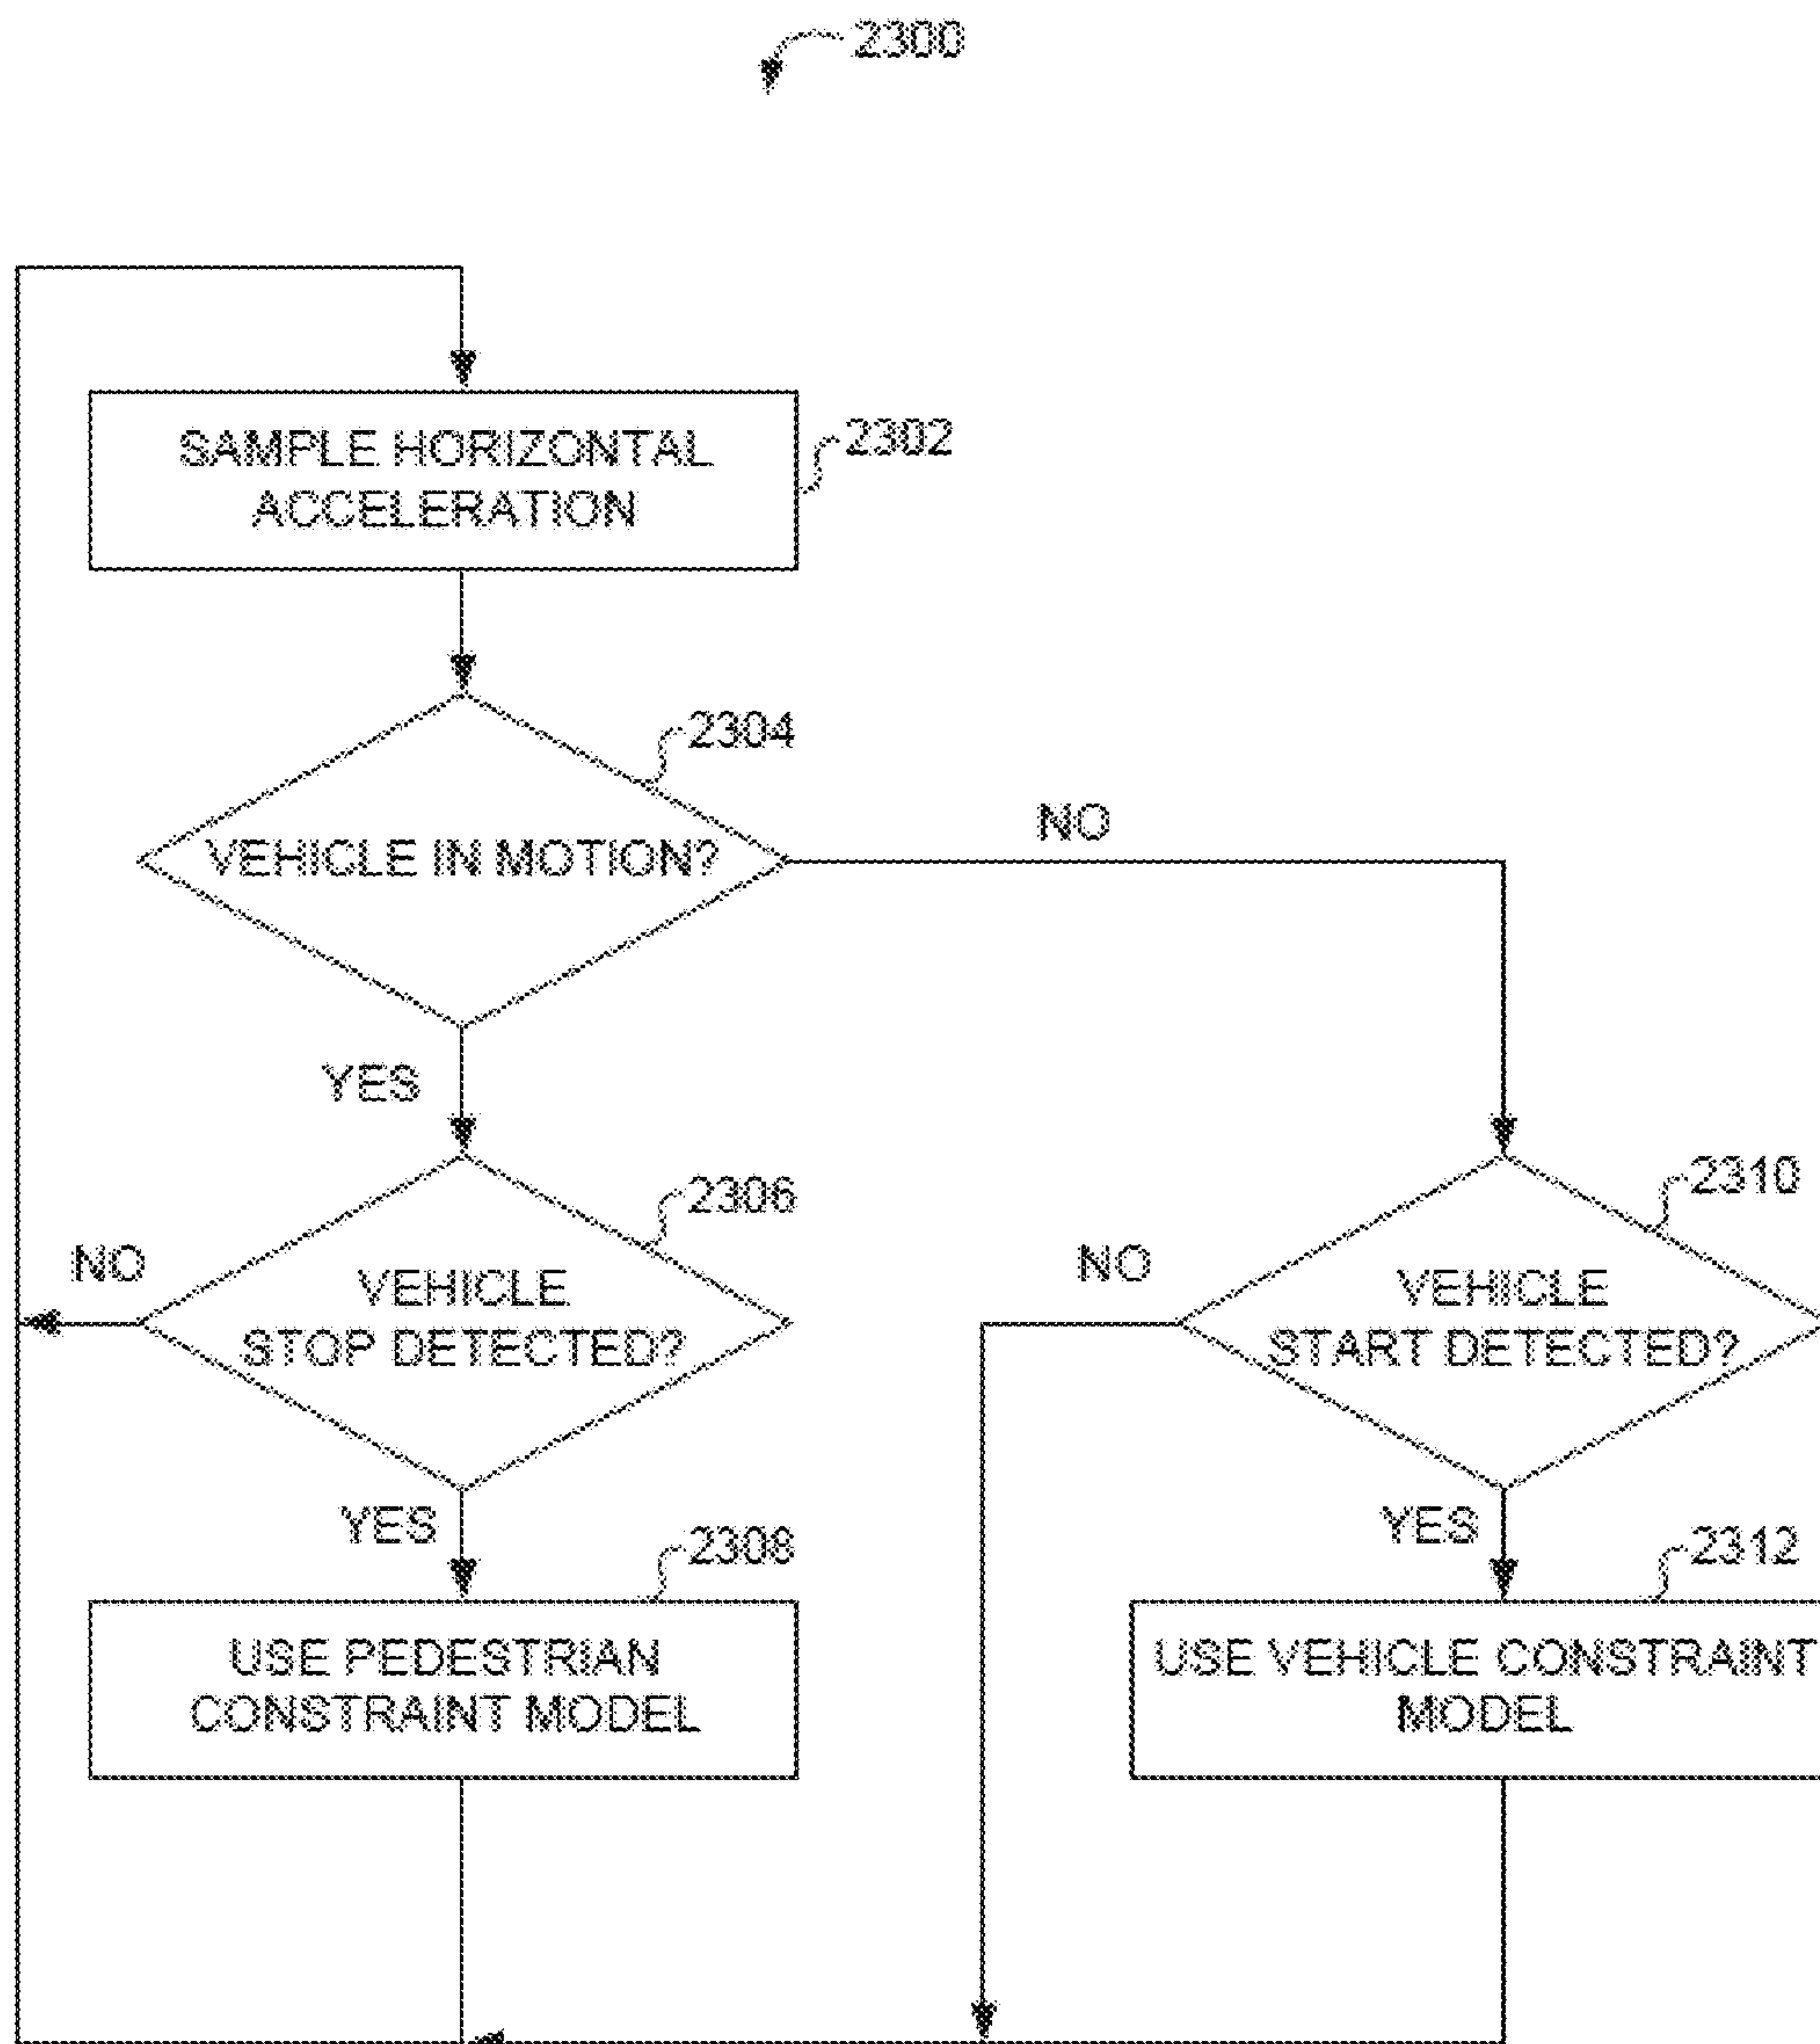 2300
SAMPLE HORIZONTAL
ACCELERATION
2302
2304
VEHICLE IN MOTION?
NO
YES
2306
NO
VEHICLE
STOP DETECTED?
2310
NO
VEHICLE
START DETECTED?
YES
2308
USE PEDESTRIAN
CONSTRAINT MODEL
YES
2312
USE VEHICLE CONSTRAINT
MODEL